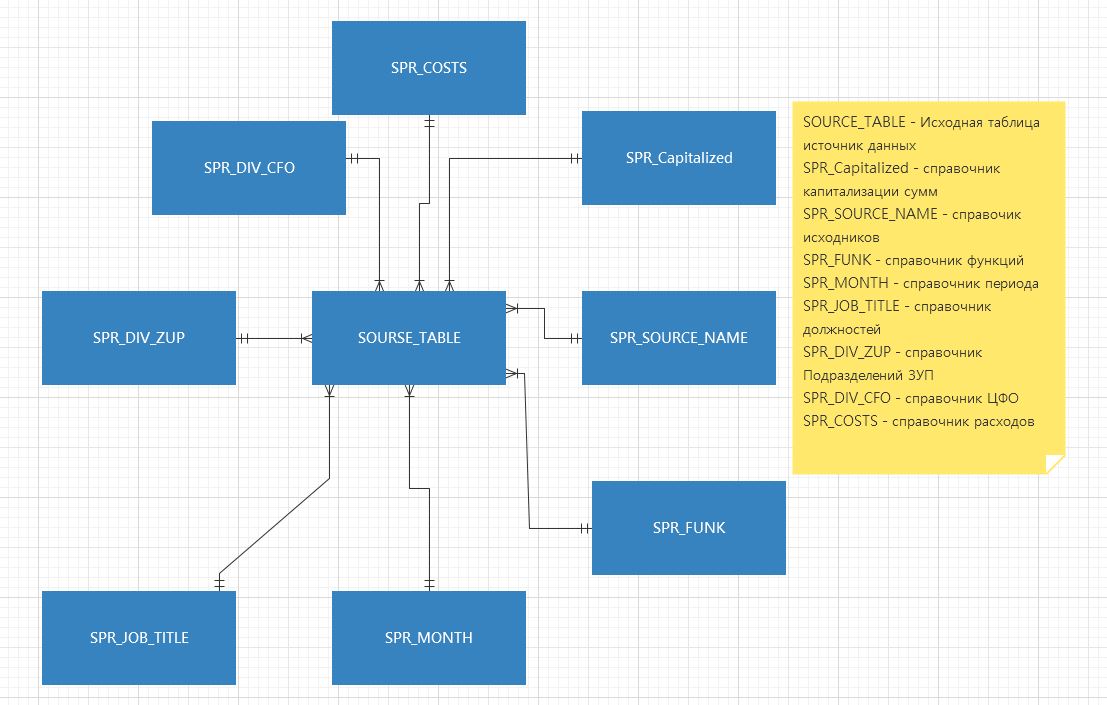 SPR_COSTS
SPR_DIV_CFO
SPR_Capitalized
SPR_DIV_ZUP
SOURSE_TABLE
SPR_SOURCE_NAME
SPR_FUNK
SPR_JOB_TITLE
SPR_MONTH
SOURCE_TABLE - Исходная таблица
источник данных
SPR_Capitalized - справочник
капитализации сумм
SPR_SOURCE_NAME - справочик
исходников
SPR_FUNK - справочник функций
SPR_MONTH - справочник периода
SPR_JOB_TITLE - справочник
должностей
SPR_DIV_ZUP - справочник
Подразделений ЗУП
SPR_DIV_CFO - справочник ЦФО
SPR_COSTS - справочник расходов